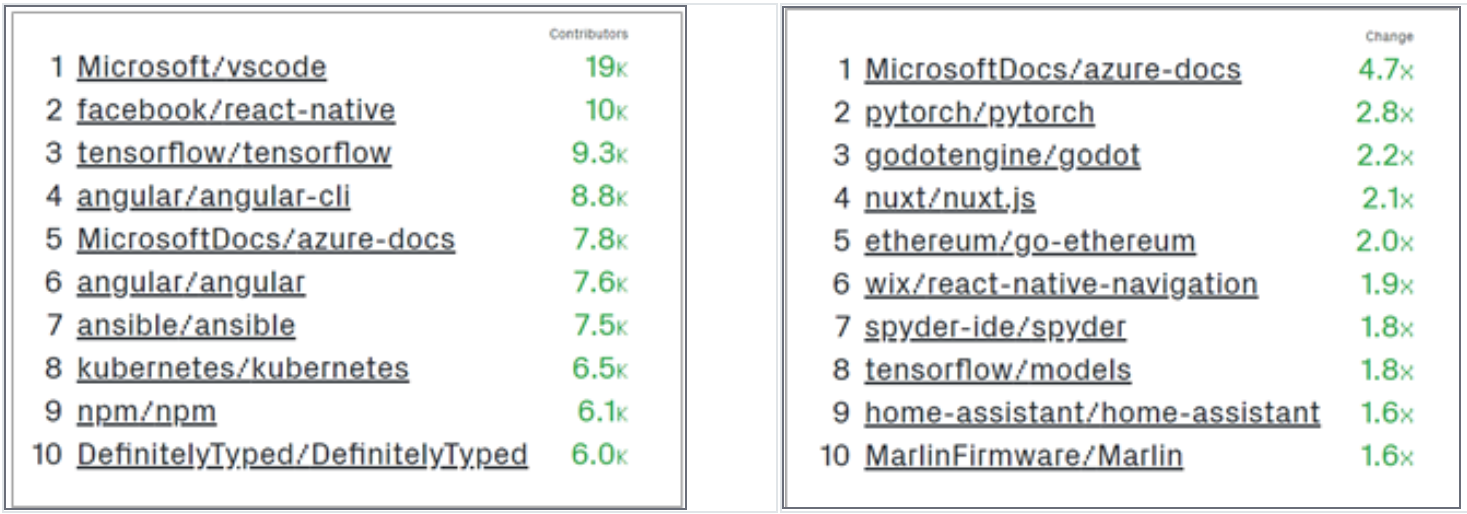 Contributors
1 Microsoft/vscode 19K
2 facebook/react-native 10K
3 tensorflow/tensorflow 9.3K
4 angular/angular-cli 8.8K
5 MicrosoftDocs/azure-docs 7.8K
6 angular/angular 7.6K
7 ansible/ansible 7.5K
8 kubernetes/kubernetes 6.5K
9 npm/npm 6.1K
10 DefinitelyTyped/DefinitelyTyped 6.0K
Change
1 MicrosoftDocs/azure-docs 4.7x
2 pytorch/pytorch 2.8x
3 godotengine/godot 2.2x
4 nuxt/nuxt.js 2.1x
5 ethereum/go-ethereum 2.0x
6 wix/react-native-navigation 1.9x
7 spyder-ide/spyder 1.8x
8 tensorflow/models 1.8x
9 home-assistant/home-assistant 1.6x
10 MarlinFirmware/Marlin 1.6x